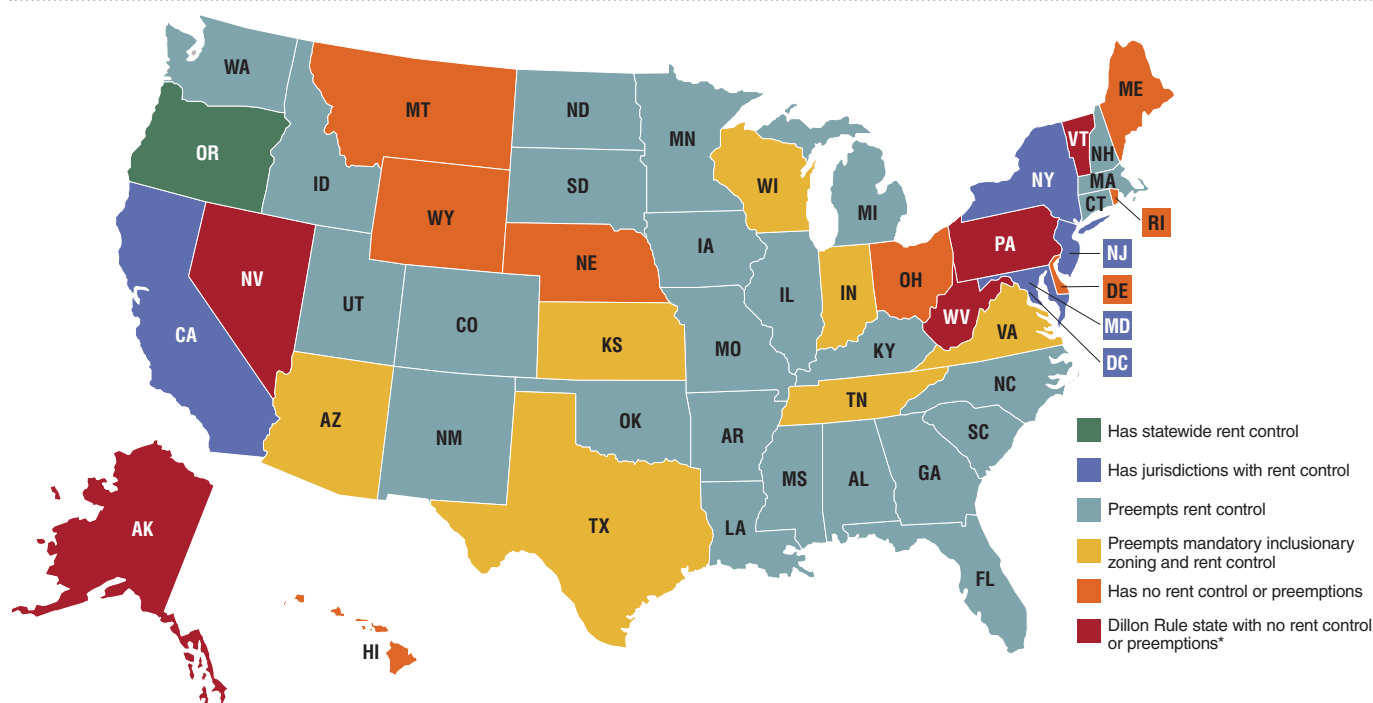 WA
MT
ND
MN
ME
VT
NH
OR
ID
SD
WI
MI
NY
MA
CT
RI
WY
IA
PA
NJ
NV
NE
IL
IN
OH
DE
UT
CO
KS
MO
KY
WV
VA
MD
CA
DC
AZ
NM
OK
AR
TN
NC
SC
MS
AL
GA
TX
LA
FL
AK
HI
Has statewide rent control
Has jurisdictions with rent control
Preempts rent control
Preempts mandatory inclusionary
zoning and rent control
Has no rent control or preemptions
Dillon Rule state with no rent control
or preemptions*